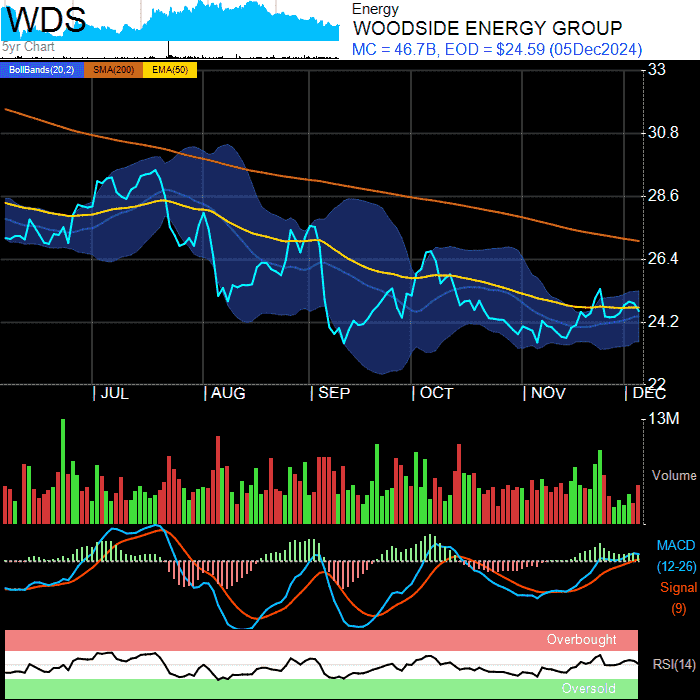 WDS
5yr Chart
Energy
WOODSIDE ENERGY GROUP
MC = 46.7B, EOD = $24.59 (05Dec2024)
BollBands(20,2) SMA(200) EMA(50)
33
30.8
28.6
26.4
24.2
22
JUL AUG SEP OCT NOV DEC
13M
Volume
MACD
(12-26)
Signal
(9)
Overbought
RSI(14)
Oversold